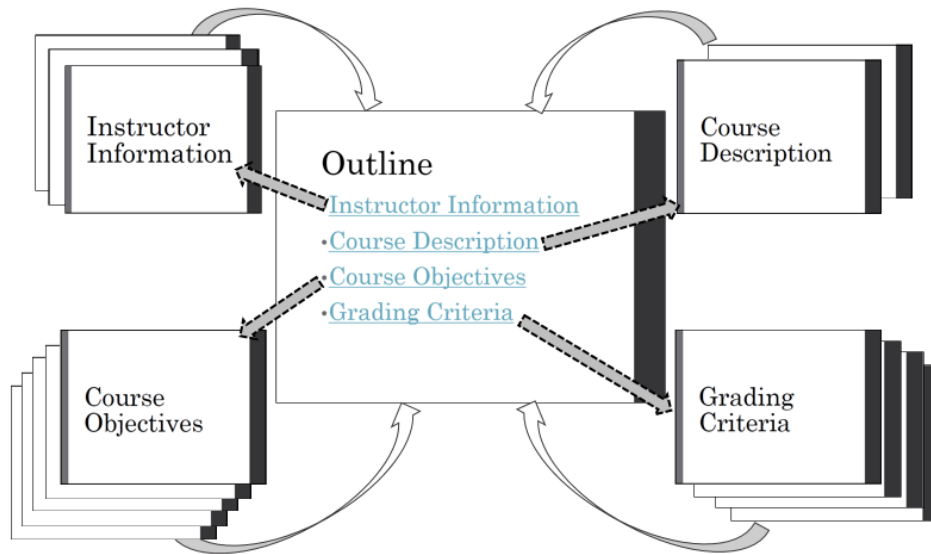 Instructor
Information
Course
Description
Outline
Instructor Information
•Course Description
•Course Objectives
•Grading Criteria
Course
Objectives
Grading
Criteria